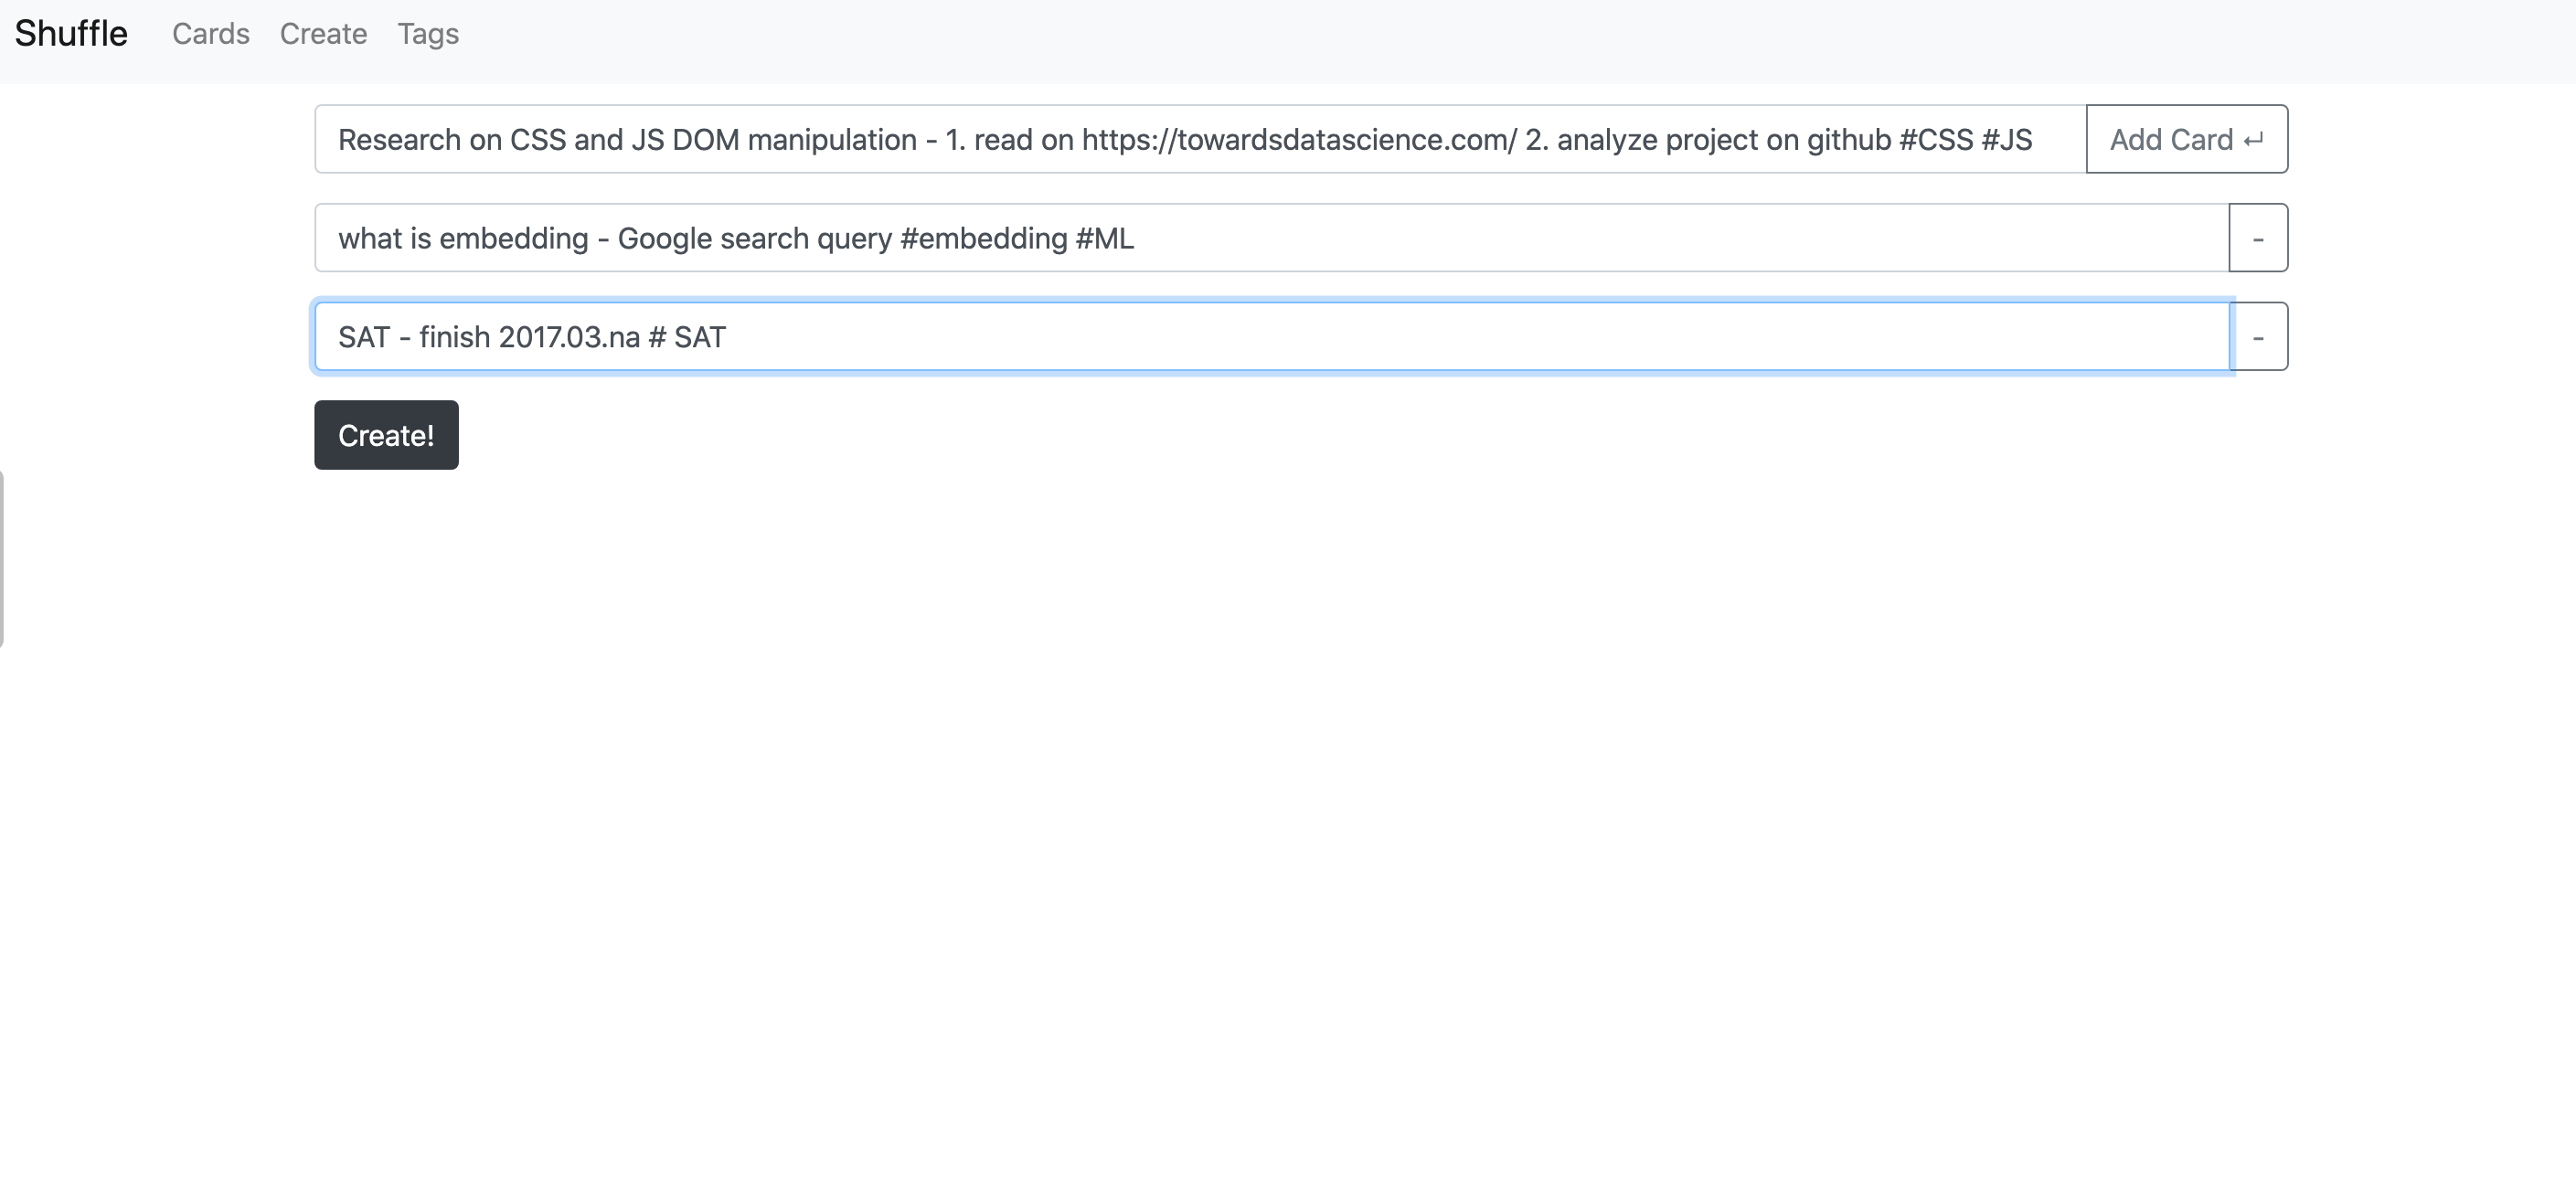 Shuffle Cards Create Tags
Research on CSS and JS DOM manipulation - 1. read on https://towardsdatascience.com/ 2. analyze project on github #CSS #JS Add Card ↵
what is embedding - Google search query #embedding #ML -
SAT - finish 2017.03.na # SAT -
Create!